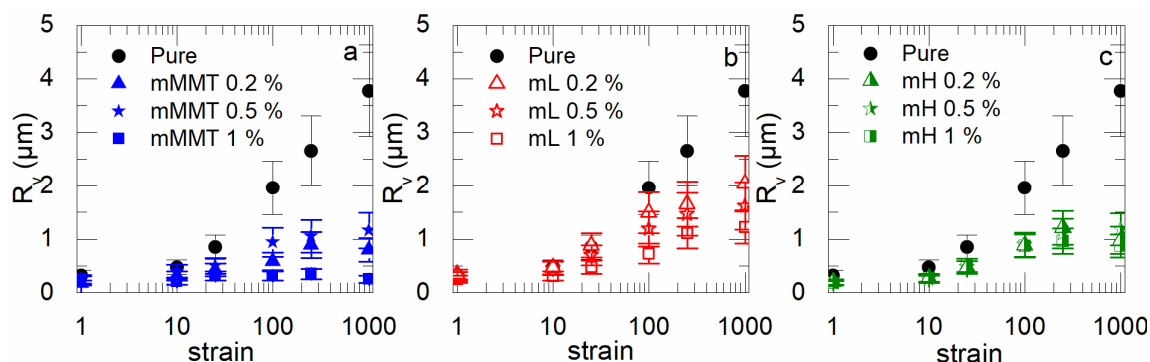 5
4
3
2
1
0
R_v (μm)
a
Pure
mMMT 0.2 %
mMMT 0.5 %
mMMT 1 %
1 10 100 1000
strain
5
4
3
2
1
0
R_v (μm)
b
Pure
mL 0.2 %
mL 0.5 %
mL 1 %
1 10 100 1000
strain
5
4
3
2
1
0
R_v (μm)
c
Pure
mH 0.2 %
mH 0.5 %
mH 1 %
1 10 100 1000
strain